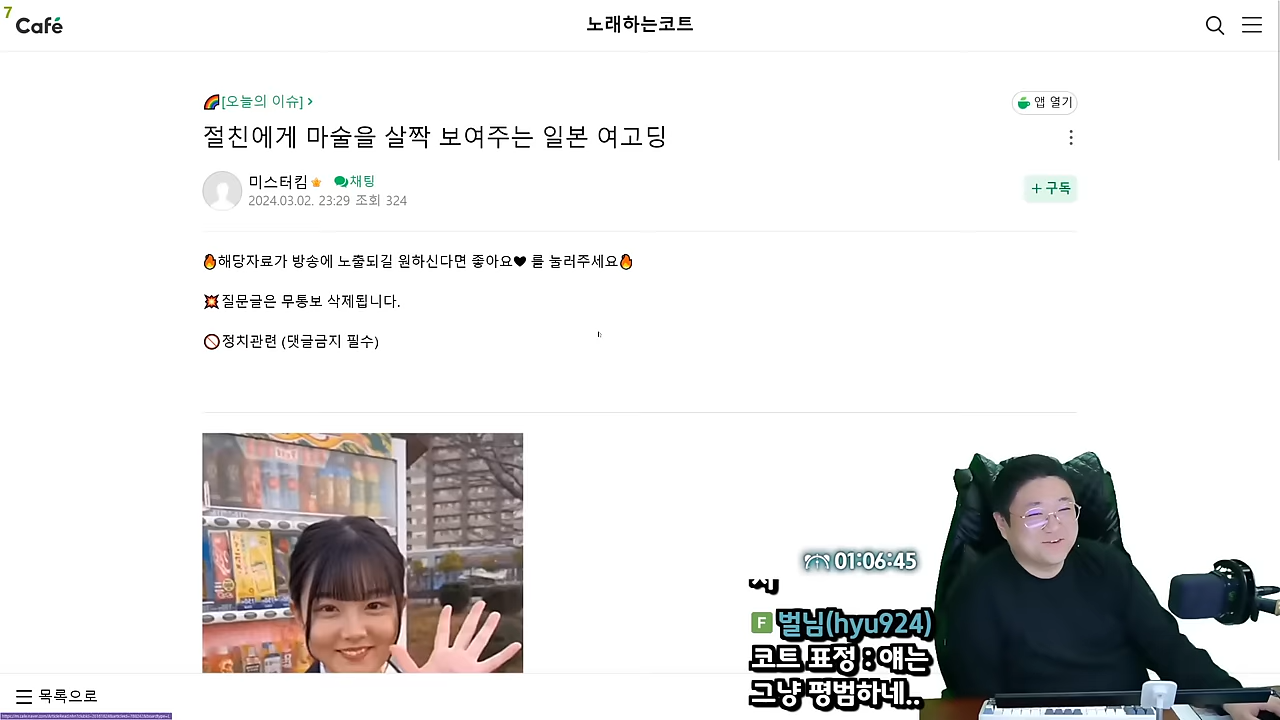 7
Café
노래하는코트
🌈[오늘의 이슈] >
앱 열기
절친에게 마술을 살짝 보여주는 일본 여고딩
미스터킴 채팅
2024.03.02. 23:29 조회 324
+ 구독
🔥해당자료가 방송에 노출되길 원하신다면 좋아요🖤 를 눌러주세요🔥
💥질문글은 무통보 삭제됩니다.
🚫정치관련 (댓글금지 필수)
01:06:45
F 벌님(hyu924)
코트 표정 : 얘는
그냥 평범하네..
목록으로